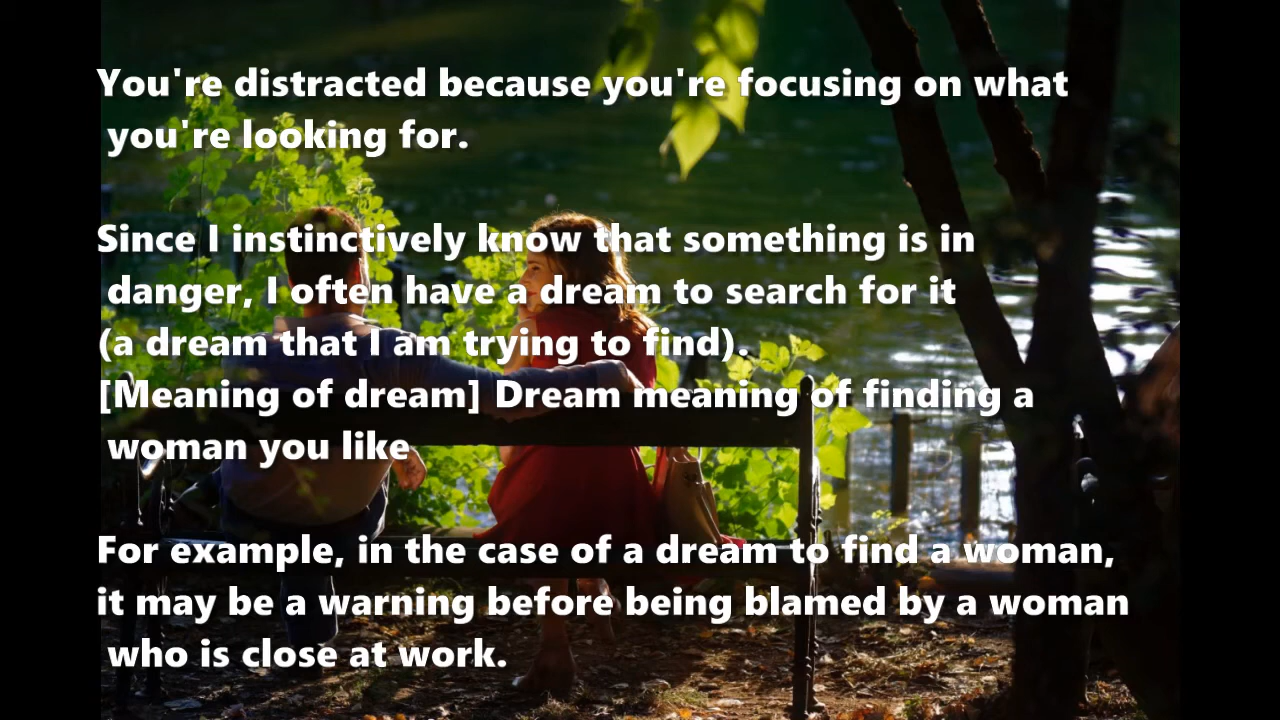 You're distracted because you're focusing on what
you're looking for.
Since I instinctively know that something is in
danger, I often have a dream to search for it
(a dream that I am trying to find).
[Meaning of dream] Dream meaning of finding a
woman you like
For example, in the case of a dream to find a woman,
it may be a warning before being blamed by a woman
who is close at work.